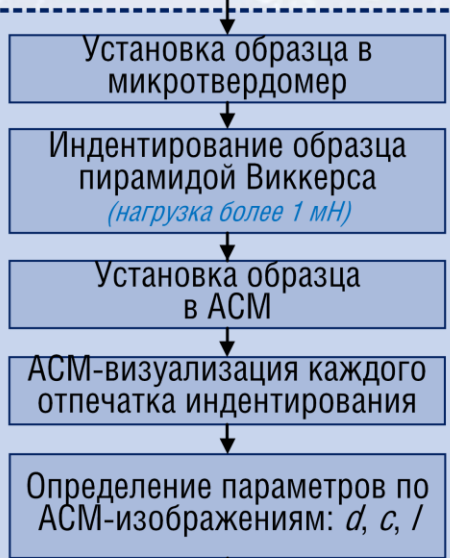 Установка образца в
микротвердомер
Индентирование образца
пирамидой Виккерса
(нагрузка более 1 мН)
Установка образца
в АСМ
АСМ-визуализация каждого
отпечатка индентирования
Определение параметров по
АСМ-изображениям: d, c, l